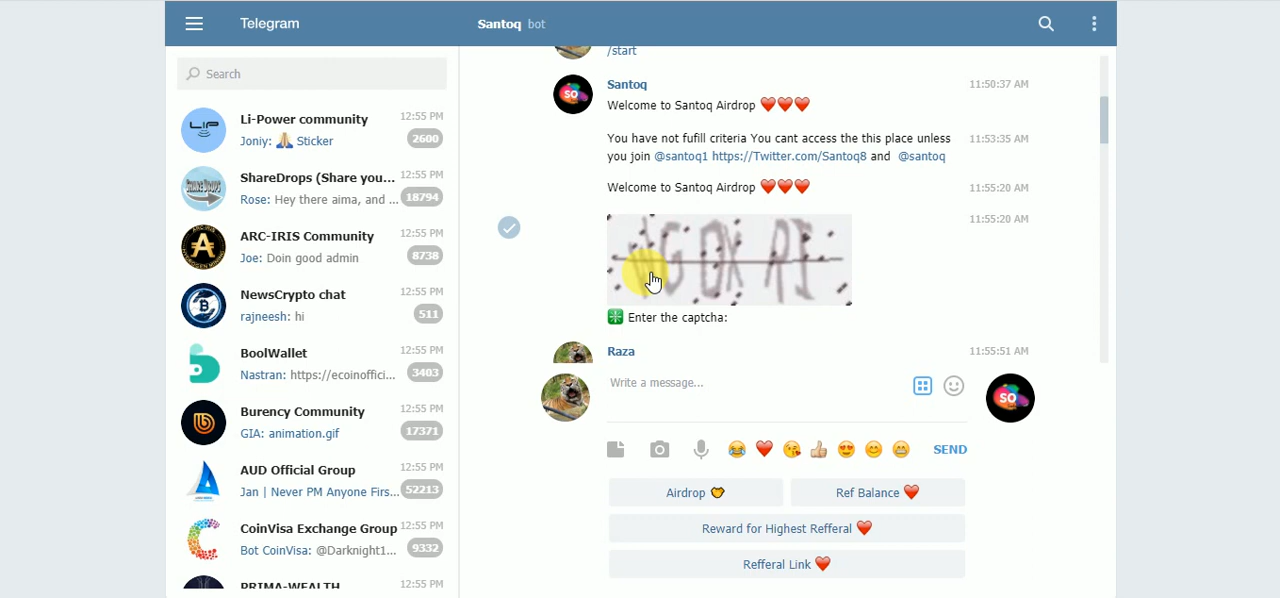 Telegram
Santoq bot
Search
Li-Power community 12:55 PM
Joniy: 🙏 Sticker 2600
ShareDrops (Share you... 12:55 PM
Rose: Hey there aima, and ... 18794
ARC-IRIS Community 12:55 PM
Joe: Doin good admin 8738
NewsCrypto chat 12:55 PM
rajneesh: hi 511
BoolWallet 12:55 PM
Nastran: https://ecoinoffici... 3403
Burency Community 12:55 PM
GIA: animation.gif 17371
AUD Official Group 12:55 PM
Jan | Never PM Anyone Firs... 52213
CoinVisa Exchange Group 12:55 PM
Bot CoinVisa: @Darknight1... 9332
PRIMA-WEALTH 12:55 PM
/start
Santoq 11:50:37 AM
Welcome to Santoq Airdrop ❤️❤️❤️
You have not fufill criteria You cant access the this place unless 11:53:35 AM
you join @santoq1 https://Twitter.com/Santoq8 and @santoq
Welcome to Santoq Airdrop ❤️❤️❤️ 11:55:20 AM
11:55:20 AM
✳️ Enter the captcha:
Raza 11:55:51 AM
Write a message...
SO
SEND
Airdrop
Ref Balance ❤️
Reward for Highest Refferal ❤️
Refferal Link ❤️